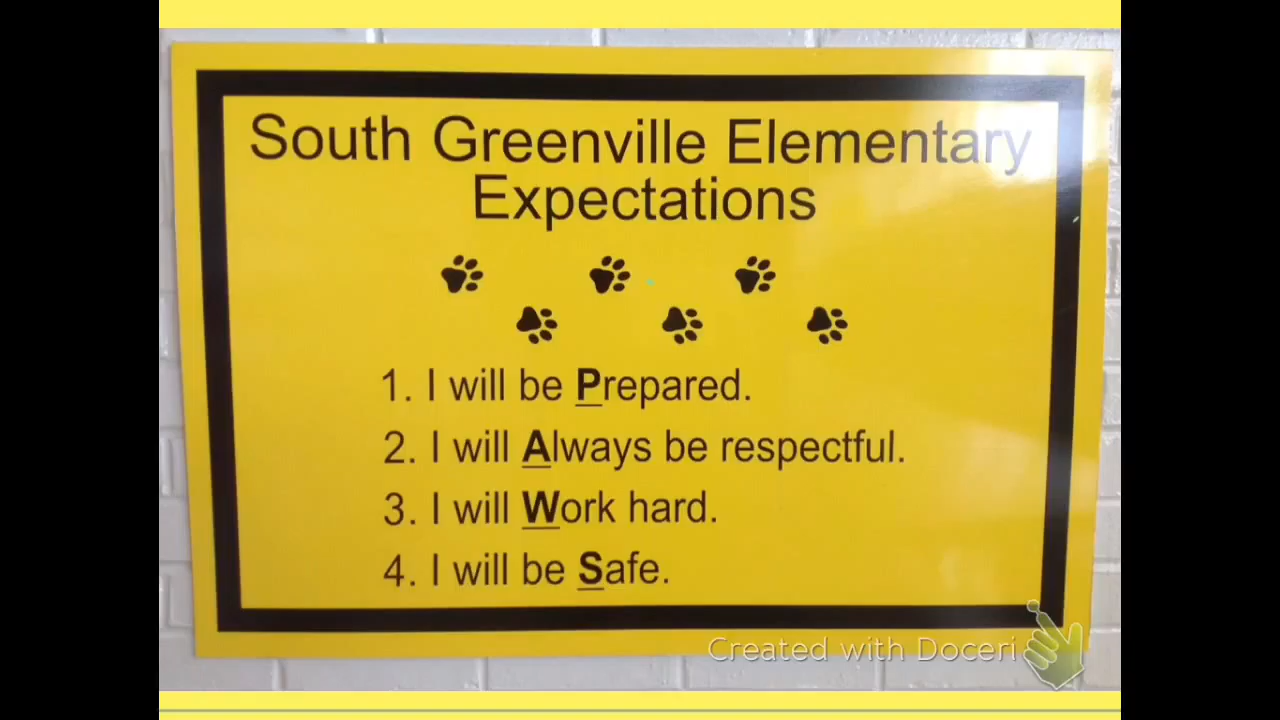 South Greenville Elementary
Expectations
1. I will be Prepared.
2. I will Always be respectful.
3. I will Work hard.
4. I will be Safe.
Created with Doceri